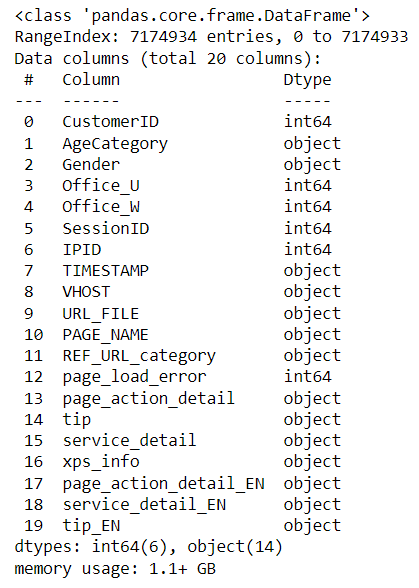 <class 'pandas.core.frame.DataFrame'>
RangeIndex: 7174934 entries, 0 to 7174933
Data columns (total 20 columns):
 #   Column                Dtype
---  ------                -----
 0   CustomerID            int64
 1   AgeCategory           object
 2   Gender                object
 3   Office_U              int64
 4   Office_W              int64
 5   SessionID             int64
 6   IPID                  int64
 7   TIMESTAMP             object
 8   VHOST                 object
 9   URL_FILE              object
 10  PAGE_NAME             object
 11  REF_URL_category      object
 12  page_load_error       int64
 13  page_action_detail    object
 14  tip                   object
 15  service_detail        object
 16  xps_info              object
 17  page_action_detail_EN  object
 18  service_detail_EN     object
 19  tip_EN                object
dtypes: int64(6), object(14)
memory usage: 1.1+ GB